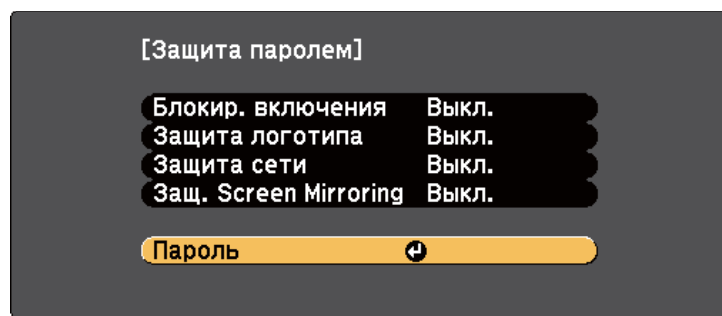 [Защита паролем]
Блокир. включения Выкл.
Защита логотипа Выкл.
Защита сети Выкл.
Защ. Screen Mirroring Выкл.
Пароль